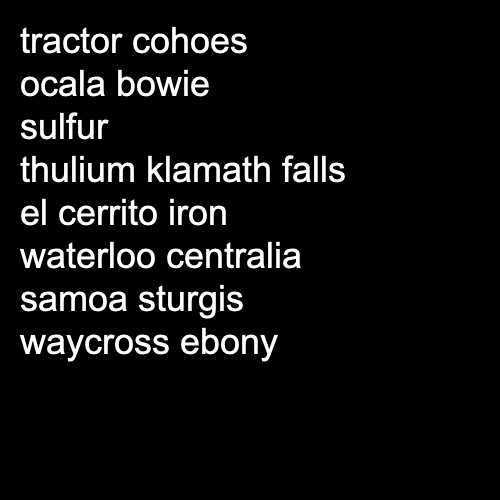 tractor cohoes
ocala bowie
sulfur
thulium klamath falls
el cerrito iron
waterloo centralia
samoa sturgis
waycross ebony